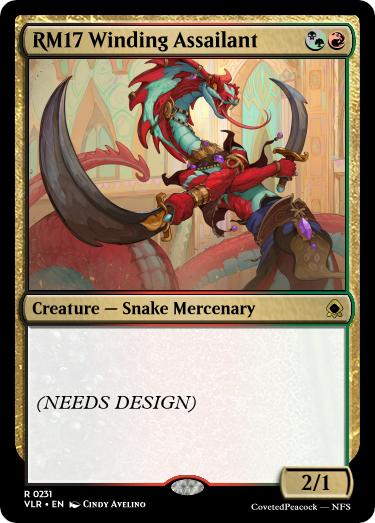 RM17 Winding Assailant
Creature — Snake Mercenary
(NEEDS DESIGN)
2/1
R 0231
VLR • EN Cindy Avelino
CovetedPeacock — NFS